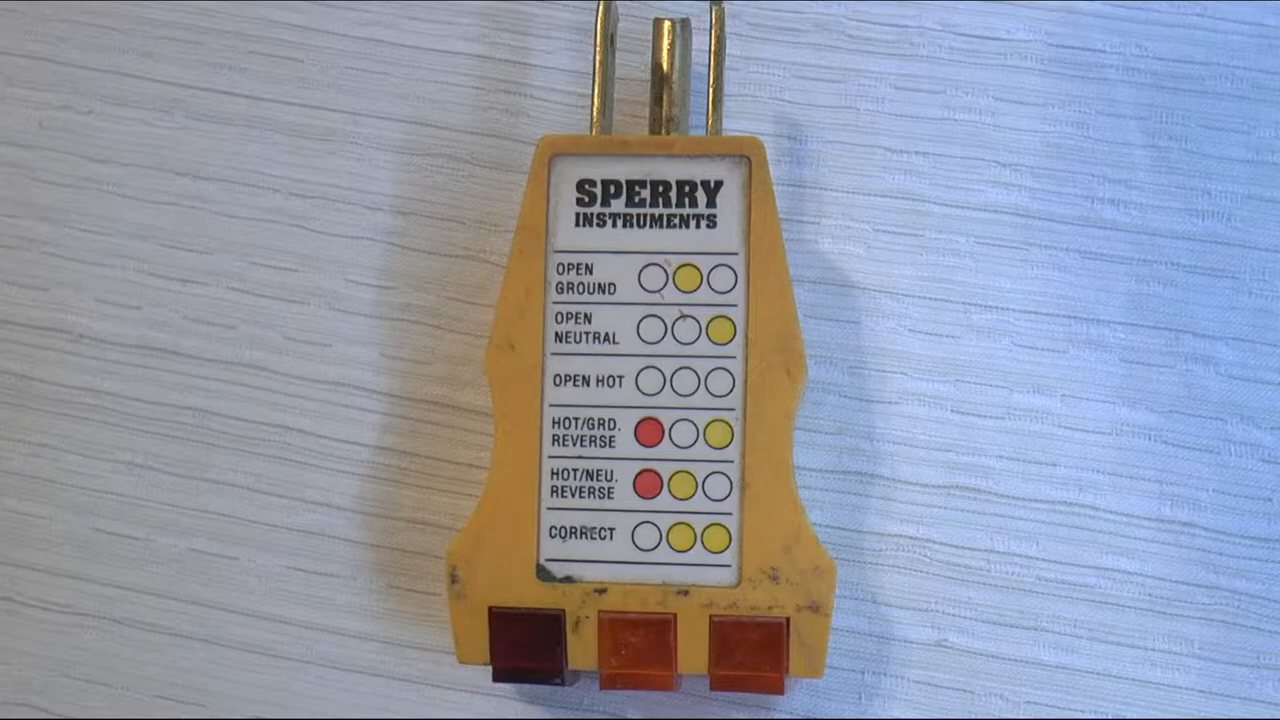 SPERRY
INSTRUMENTS
OPEN
GROUND
OPEN
NEUTRAL
OPEN HOT
HOT/GRD.
REVERSE
HOT/NEU.
REVERSE
CORRECT